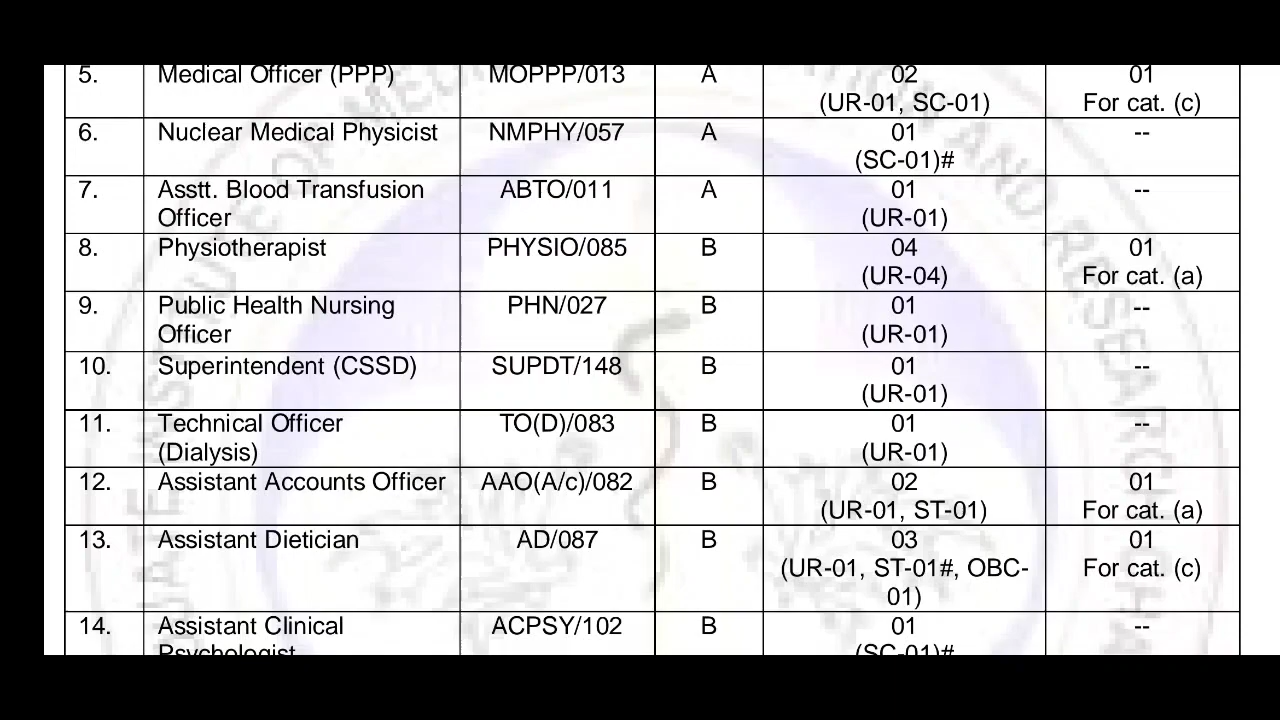 5. Medical Officer (PPP) MOPPP/013 A 02 01
(UR-01, SC-01) For cat. (c)
6. Nuclear Medical Physicist NMPHY/057 A 01 --
(SC-01)#
7. Asstt. Blood Transfusion ABTO/011 A 01 --
Officer (UR-01)
8. Physiotherapist PHYSIO/085 B 04 01
(UR-04) For cat. (a)
9. Public Health Nursing PHN/027 B 01 --
Officer (UR-01)
10. Superintendent (CSSD) SUPDT/148 B 01 --
(UR-01)
11. Technical Officer TO(D)/083 B 01 --
(Dialysis) (UR-01)
12. Assistant Accounts Officer AAO(A/c)/082 B 02 01
(UR-01, ST-01) For cat. (a)
13. Assistant Dietician AD/087 B 03 01
(UR-01, ST-01#, OBC- For cat. (c)
01)
14. Assistant Clinical ACPSY/102 B 01 --
Psychologist (SC-01)#